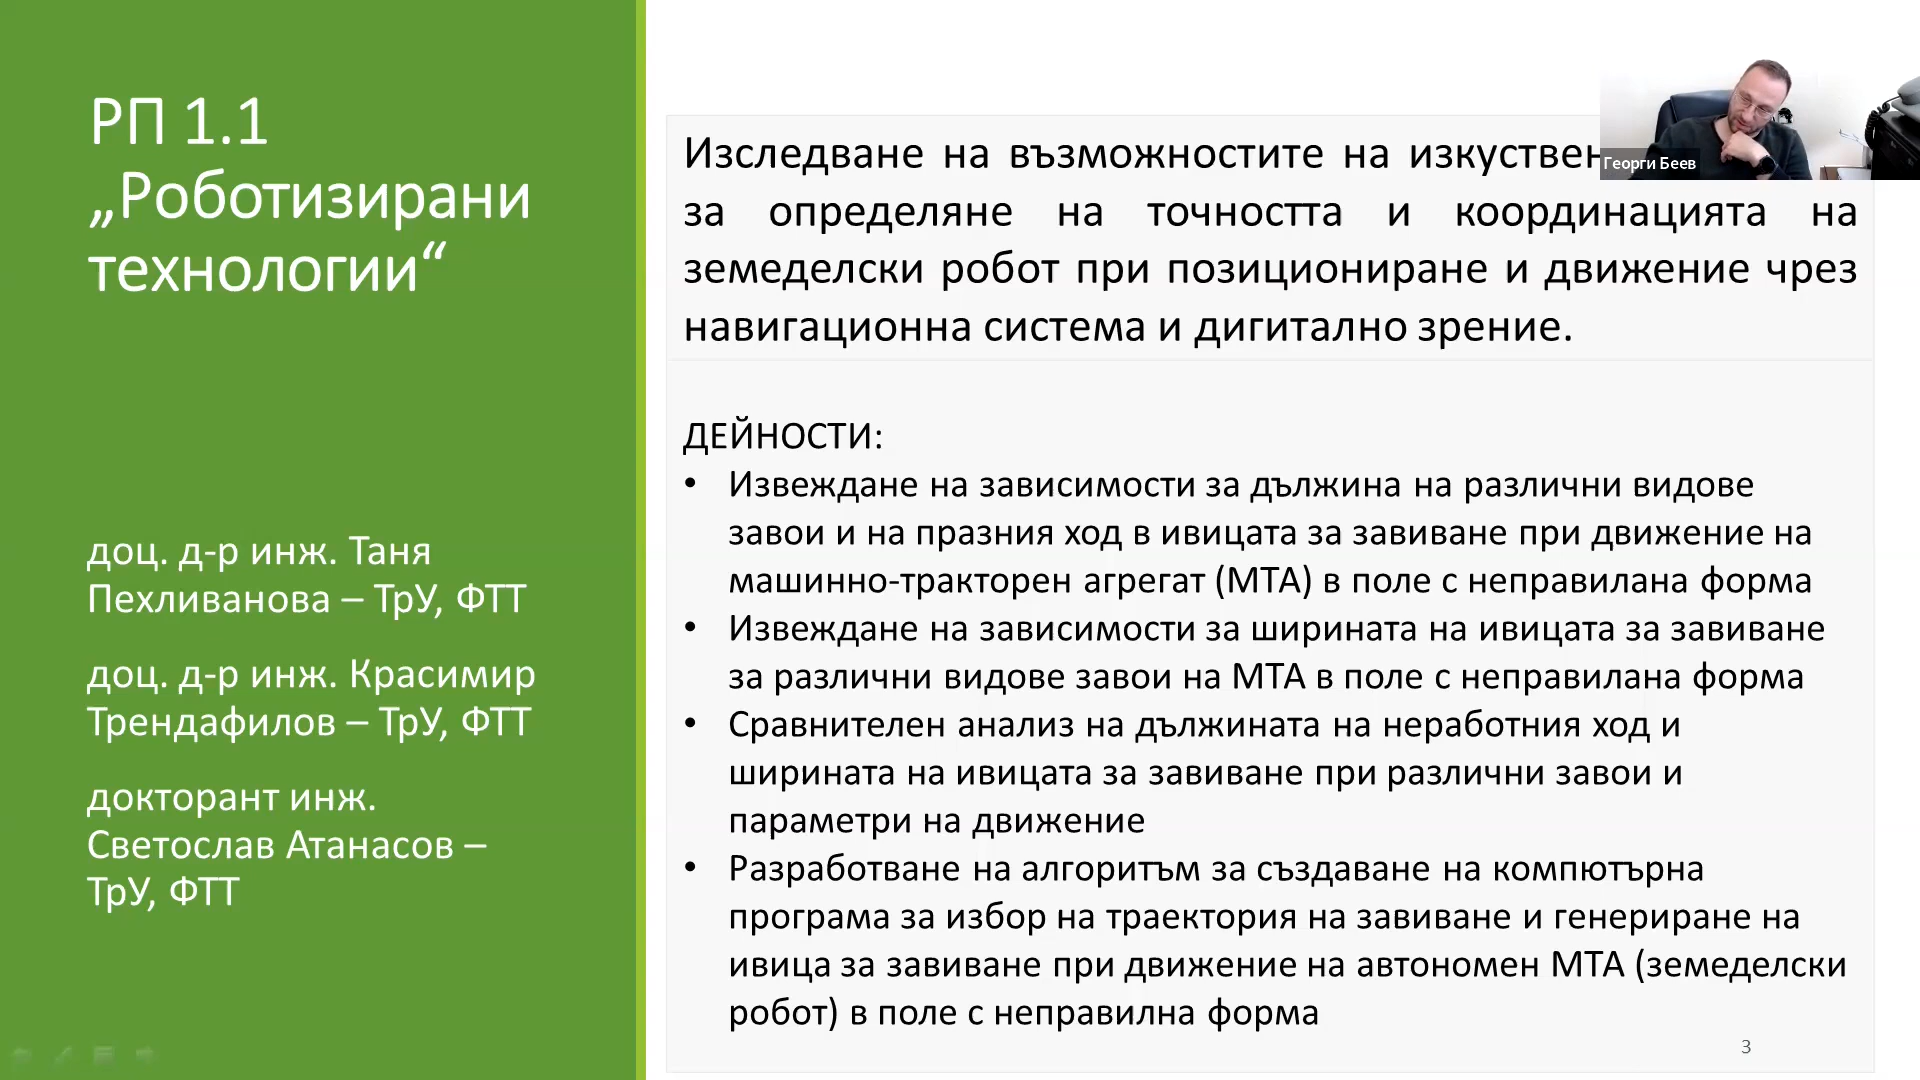 РП 1.1
„Роботизирани
технологии“
доц. д-р инж. Таня
Пехливанова – ТрУ, ФТТ
доц. д-р инж. Красимир
Трендафилов – ТрУ, ФТТ
докторант инж.
Светослав Атанасов –
ТрУ, ФТТ
Изследване на възможностите на
за определяне на точността и координацията на
земеделски робот при позициониране и движение чрез
навигационна система и дигитално зрение.
Георги Беев
ДЕЙНОСТИ:
• Извеждане на зависимости за дължина на различни видове
завои и на празния ход в ивицата за завиване при движение на
машинно-тракторен агрегат (МТА) в поле с неправилана форма
• Извеждане на зависимости за ширината на ивицата за завиване
за различни видове завои на МТА в поле с неправилана форма
• Сравнителен анализ на дължината на неработния ход и
ширината на ивицата за завиване при различни завои и
параметри на движение
• Разработване на алгоритъм за създаване на компютърна
програма за избор на траектория на завиване и генериране на
ивица за завиване при движение на автономен МТА (земеделски
робот) в поле с неправилна форма
3